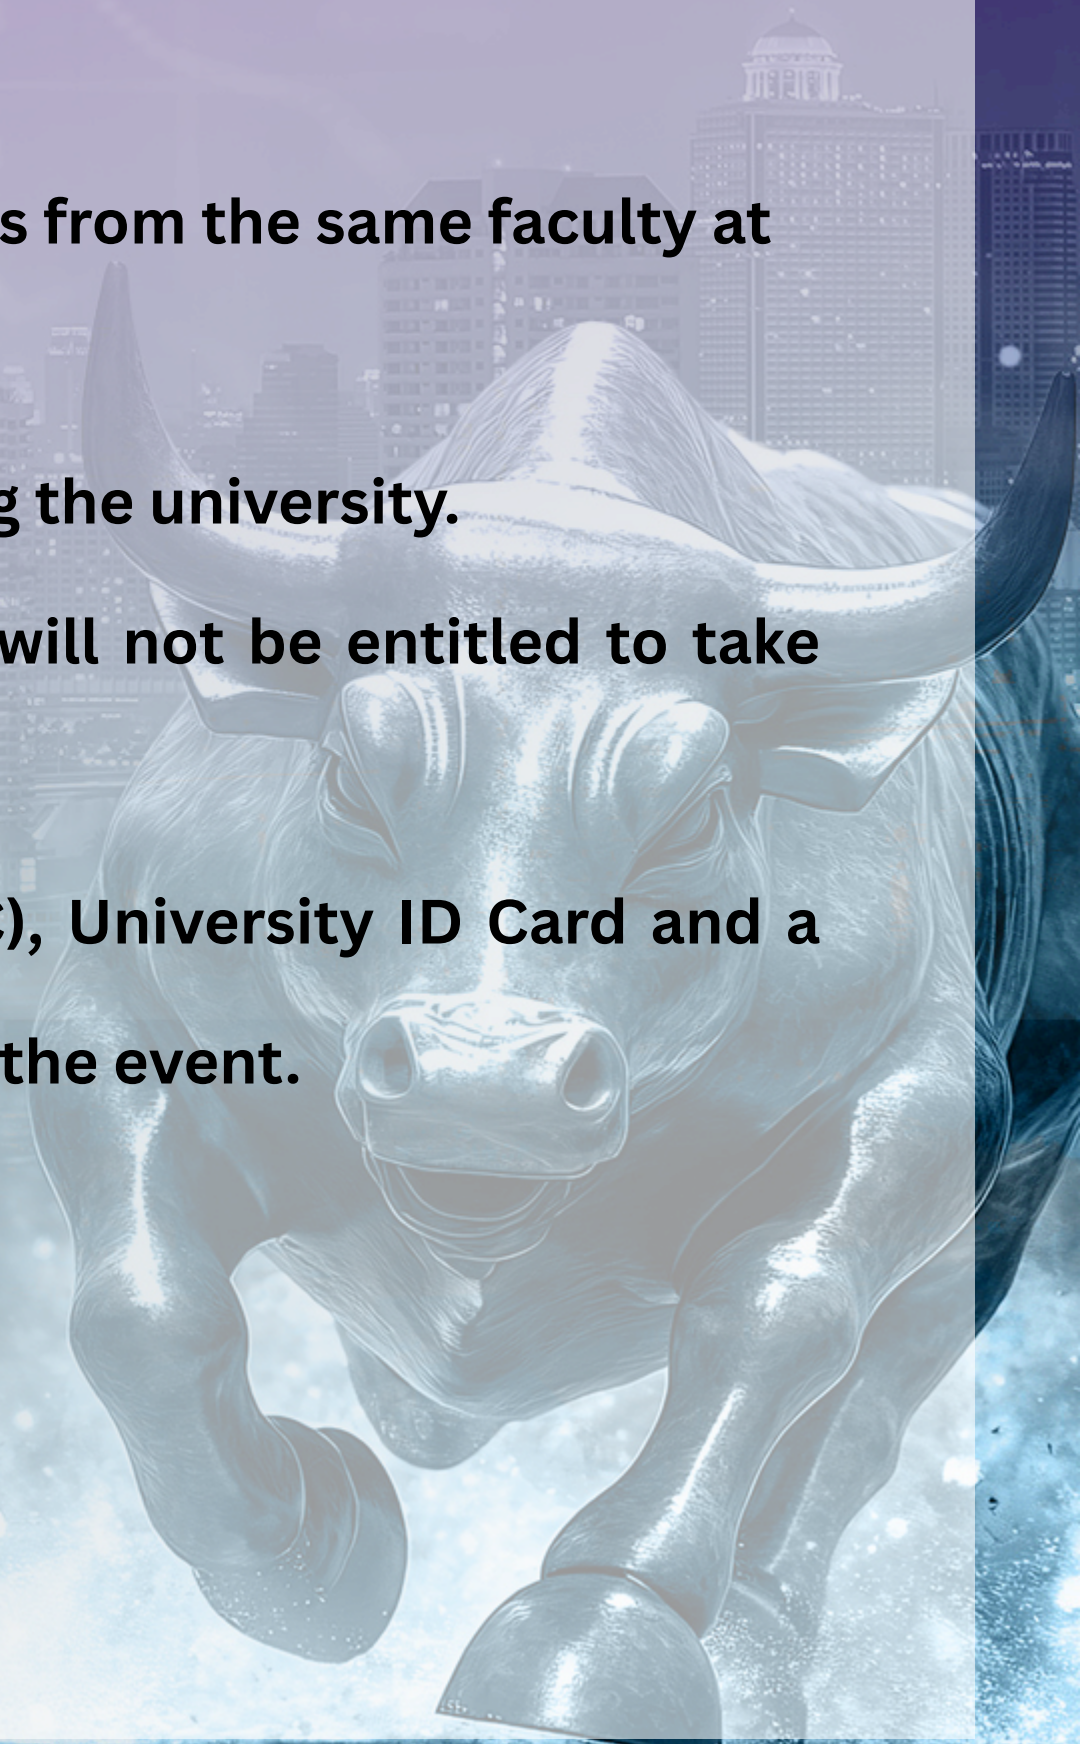 s from the same faculty at
g the university.
will not be entitled to take
), University ID Card and a
the event.